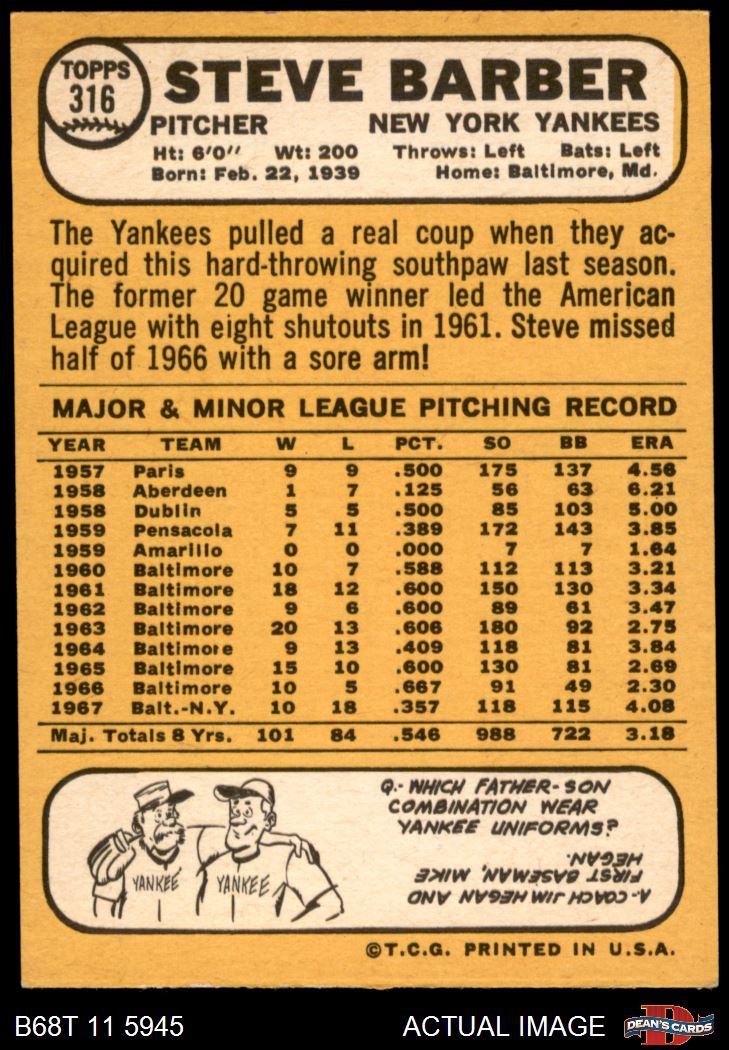 TOPPS
316
STEVE BARBER
PITCHER NEW YORK YANKEES
Ht: 6'0" Wt: 200 Throws: Left Bats: Left
Born: Feb. 22, 1939 Home: Baltimore, Md.
The Yankees pulled a real coup when they ac-
quired this hard-throwing southpaw last season.
The former 20 game winner led the American
League with eight shutouts in 1961. Steve missed
half of 1966 with a sore arm!
MAJOR & MINOR LEAGUE PITCHING RECORD
YEAR TEAM W L PCT. SO BB ERA
1957 Paris 9 9 .500 175 137 4.56
1958 Aberdeen 1 7 .125 56 63 6.21
1958 Dublin 5 5 .500 85 103 5.00
1959 Pensacola 7 11 .389 172 143 3.85
1959 Amarillo 0 0 .000 7 7 1.64
1960 Baltimore 10 7 .588 112 113 3.21
1961 Baltimore 18 12 .600 150 130 3.34
1962 Baltimore 9 6 .600 89 61 3.47
1963 Baltimore 20 13 .606 180 92 2.75
1964 Baltimore 9 13 .409 118 81 3.84
1965 Baltimore 15 10 .600 130 81 2.69
1966 Baltimore 10 5 .667 91 49 2.30
1967 Balt.-N.Y. 10 18 .357 118 115 4.08
Maj. Totals 8 Yrs. 101 84 .546 988 722 3.18
YANKEE YANKEE
Q.- WHICH FATHER-SON
COMBINATION WEAR
YANKEE UNIFORMS?
A.- COACH JIM HEGAN AND
FIRST BASEMAN, MIKE
HEGAN.
©T.C.G. PRINTED IN U.S.A.
B68T 11 5945 ACTUAL IMAGE
D
DEAN'S CARDS